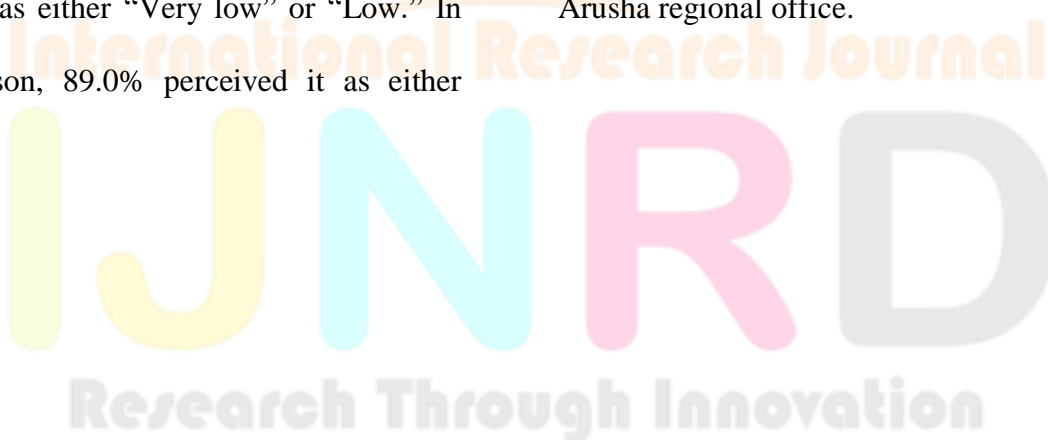 as either “Very low” or “Low.” In
son, 89.0% perceived it as either
Arusha regional office.
International Research Journal
IJNRD
Research Through Innovation